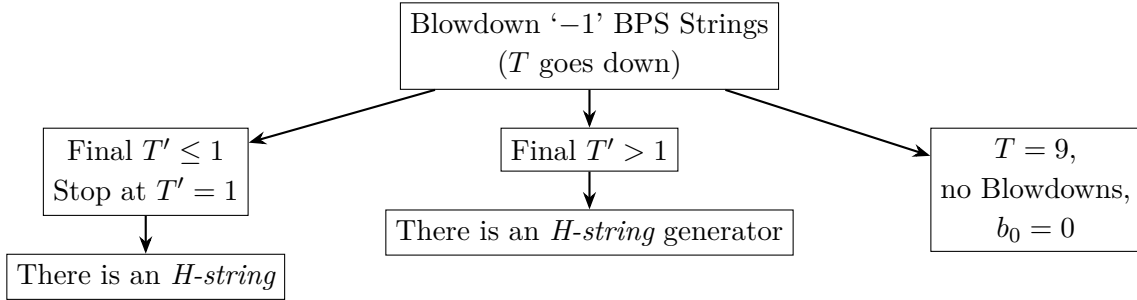 Blowdown ‘−1’ BPS Strings
(T goes down)
Final T′ ≤ 1
Stop at T′ = 1
There is an H-string
Final T′ > 1
There is an H-string generator
T = 9,
no Blowdowns,
b₀ = 0